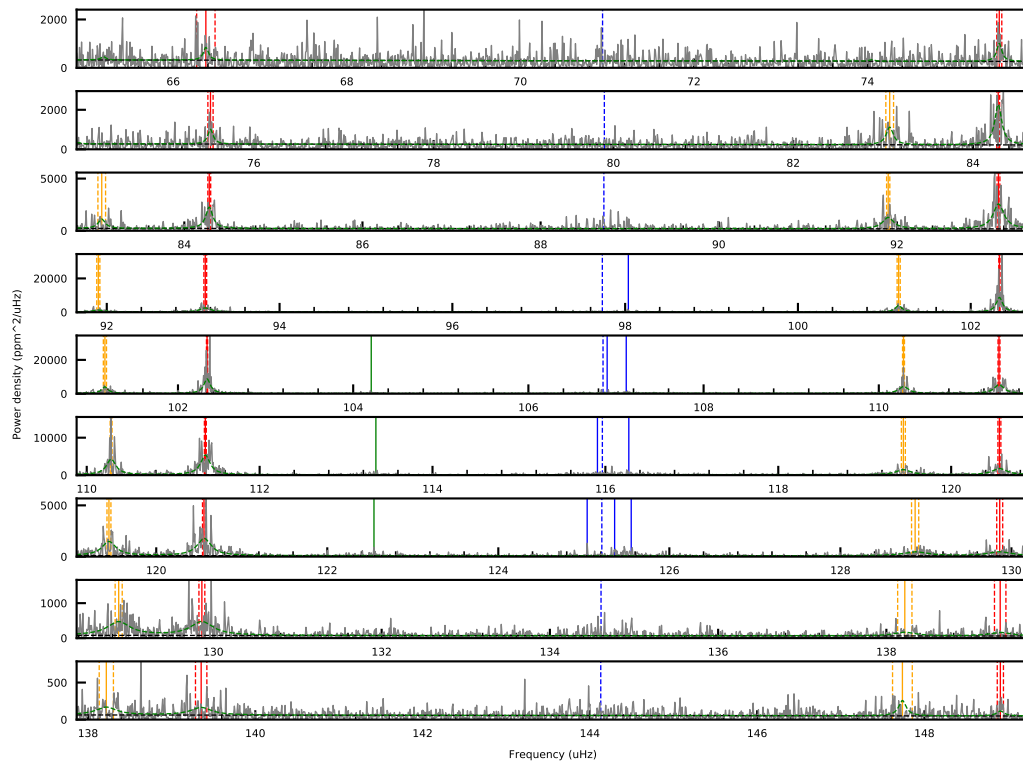 2000
0
66 68 70 72 74
2000
0
76 78 80 82 84
5000
0
84 86 88 90 92
20000
0
92 94 96 98 100 102
20000
0
102 104 106 108 110
10000
0
110 112 114 116 118 120
5000
0
120 122 124 126 128 130
1000
0
130 132 134 136 138
500
0
138 140 142 144 146 148
Power density (ppm^2/uHz)
Frequency (uHz)